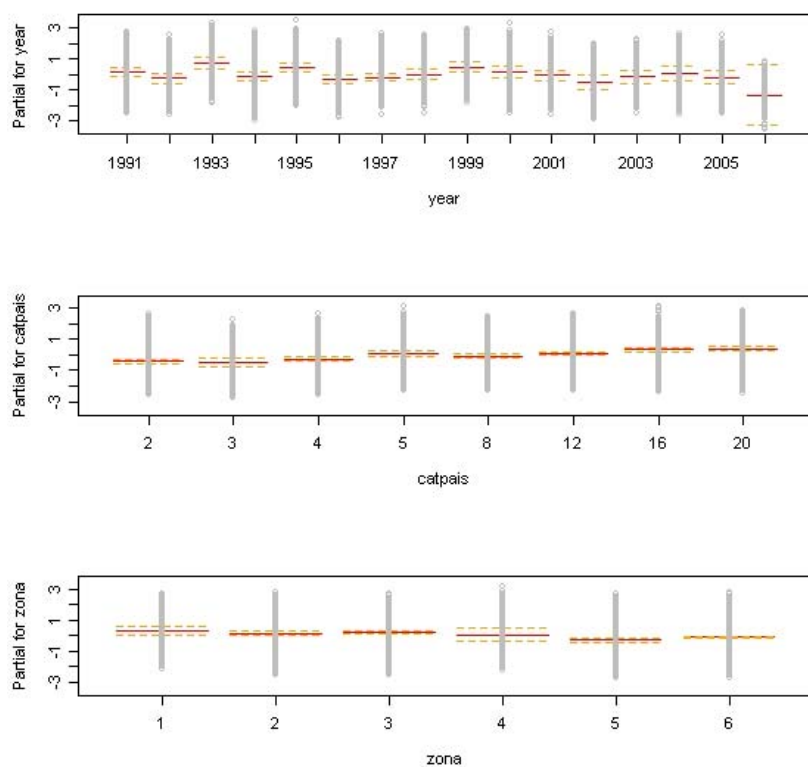 Partial for year
3
1
-1
-3
1991 1993 1995 1997 1999 2001 2003 2005
year
Partial for catpais
3
1
-1
-3
2 3 4 5 8 12 16 20
catpais
Partial for zona
3
1
-1
-3
1 2 3 4 5 6
zona